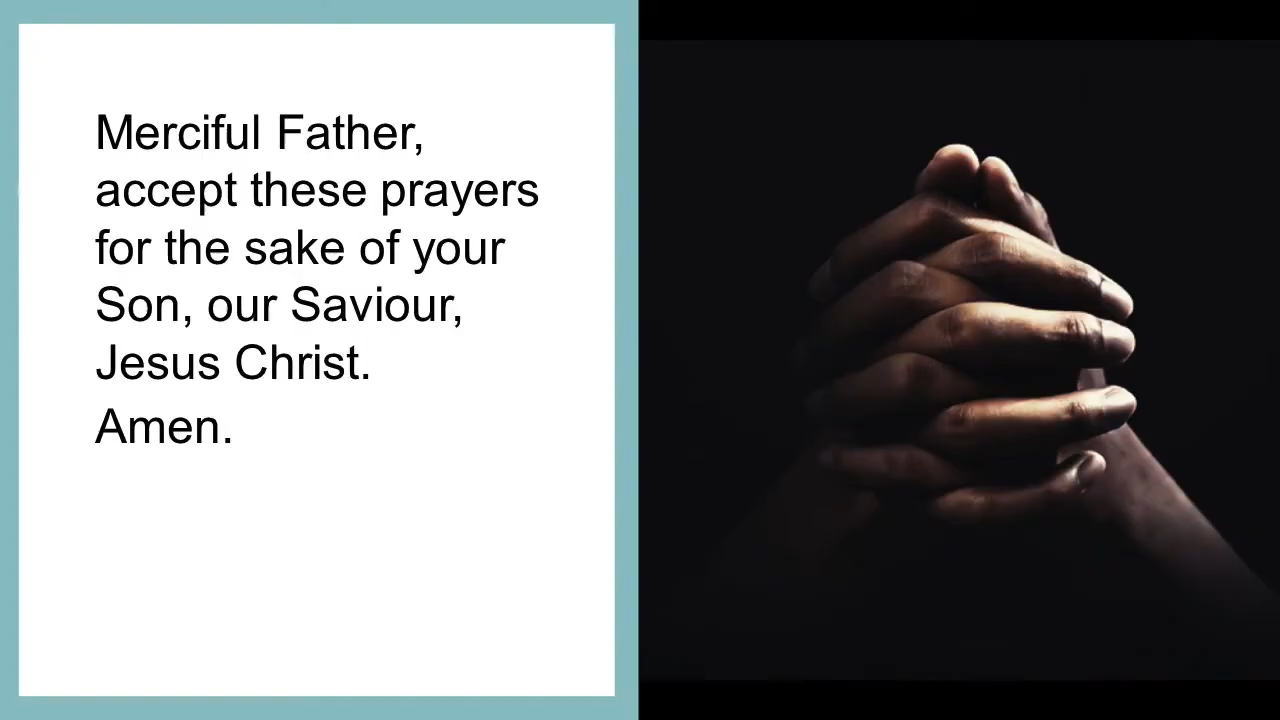 Merciful Father,
accept these prayers
for the sake of your
Son, our Saviour,
Jesus Christ.
Amen.